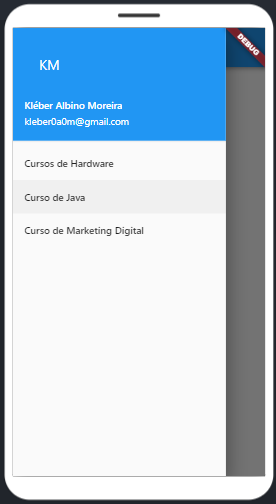 DEBUG
KM
Kléber Albino Moreira
kleber0a0m@gmail.com
Cursos de Hardware
Curso de Java
Curso de Marketing Digital